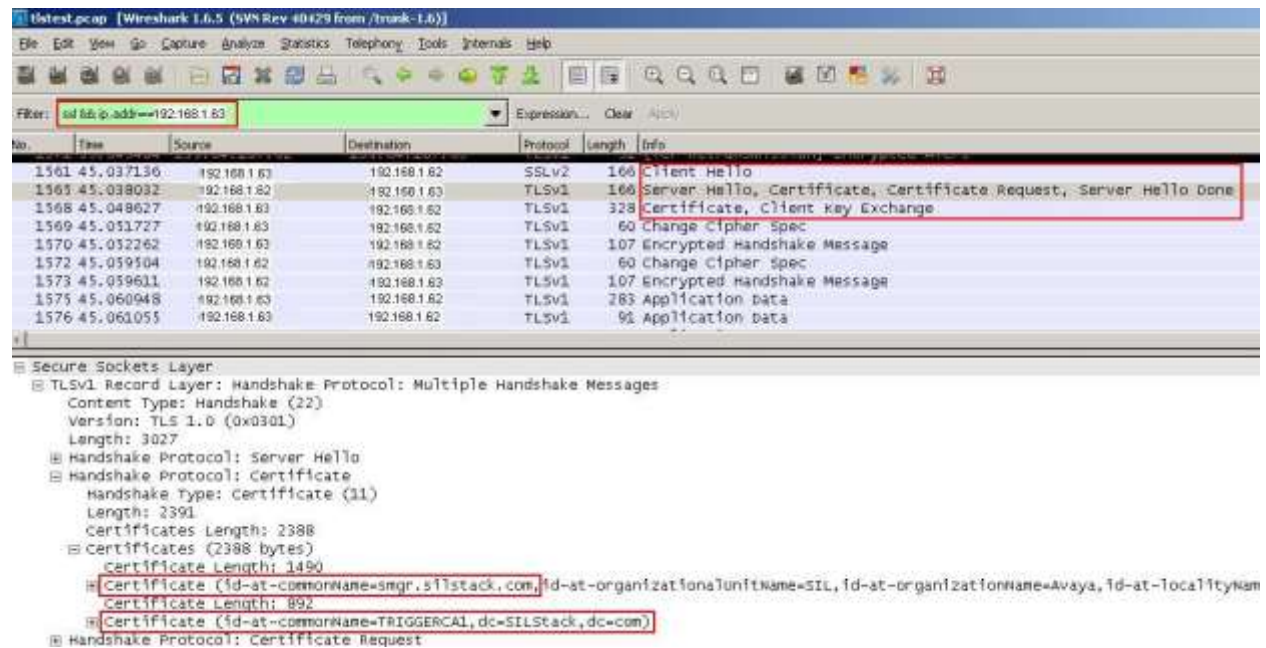 tlstest.pcap [Wireshark 1.6.5 (SVN Rev 40429 from /trunk-1.6)]
File Edit View Go Capture Analyze Statistics Telephony Tools Internals Help
Filter: ssl && ip.addr==192.168.1.63 Expression... Clear Apply
No. Time Source Destination Protocol Length Info
1561 45.037136 192.168.1.63 192.168.1.62 SSLv2 166 Client Hello
1565 45.038032 192.168.1.62 192.168.1.63 TLSv1 166 Server Hello, Certificate, Certificate Request, Server Hello Done
1568 45.048627 192.168.1.63 192.168.1.62 TLSv1 328 Certificate, Client Key Exchange
1569 45.051727 192.168.1.63 192.168.1.62 TLSv1 60 Change Cipher Spec
1570 45.052262 192.168.1.63 192.168.1.62 TLSv1 107 Encrypted Handshake Message
1572 45.059504 192.168.1.62 192.168.1.63 TLSv1 60 Change Cipher Spec
1573 45.059611 192.168.1.62 192.168.1.63 TLSv1 107 Encrypted Handshake Message
1575 45.060948 192.168.1.63 192.168.1.62 TLSv1 283 Application Data
1576 45.061055 192.168.1.63 192.168.1.62 TLSv1 91 Application Data
Secure Sockets Layer
TLSv1 Record Layer: Handshake Protocol: Multiple Handshake Messages
Content Type: Handshake (22)
Version: TLS 1.0 (0x0301)
Length: 3027
Handshake Protocol: Server Hello
Handshake Protocol: Certificate
Handshake Type: Certificate (11)
Length: 2391
Certificates Length: 2388
Certificates (2388 bytes)
Certificate Length: 1490
Certificate (id-at-commonName=smgr.silstack.com,id-at-organizationalUnitName=SIL,id-at-organizationName=Avaya,id-at-localityNam
Certificate Length: 892
Certificate (id-at-commonName=TRIGGERCA1,dc=SILStack,dc=com)
Handshake Protocol: Certificate Request